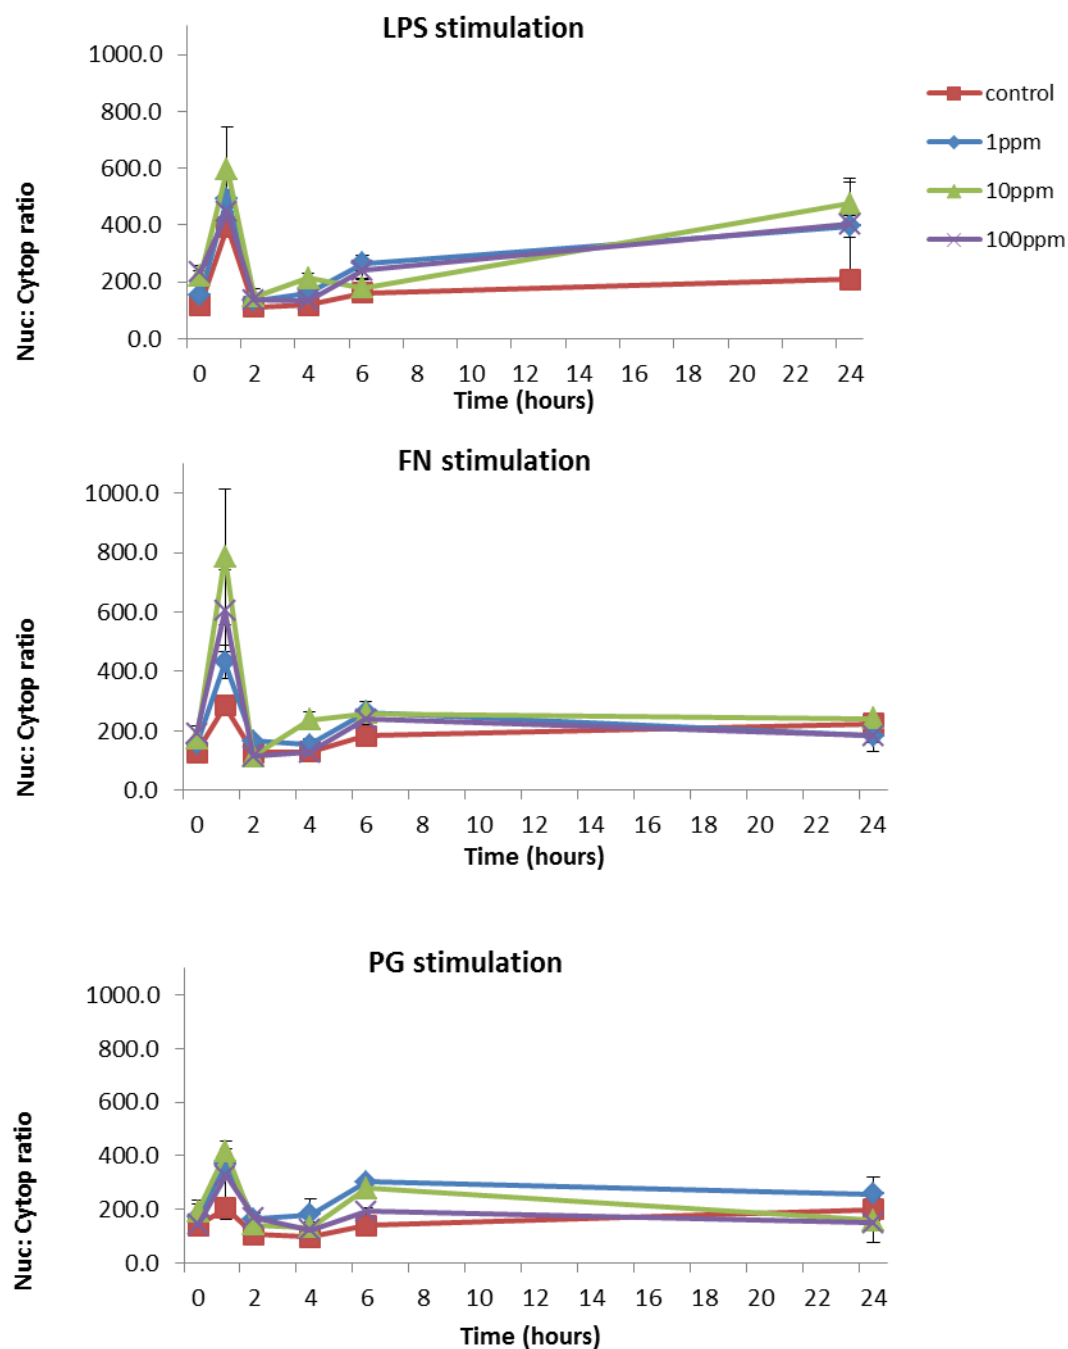 LPS stimulation
1000.0
800.0
600.0
400.0
200.0
0.0
Nuc: Cytop ratio
0 2 4 6 8 10 12 14 16 18 20 22 24
Time (hours)
control
1ppm
10ppm
100ppm
FN stimulation
1000.0
800.0
600.0
400.0
200.0
0.0
Nuc: Cytop ratio
0 2 4 6 8 10 12 14 16 18 20 22 24
Time (hours)
PG stimulation
1000.0
800.0
600.0
400.0
200.0
0.0
Nuc: Cytop ratio
0 2 4 6 8 10 12 14 16 18 20 22 24
Time (hours)